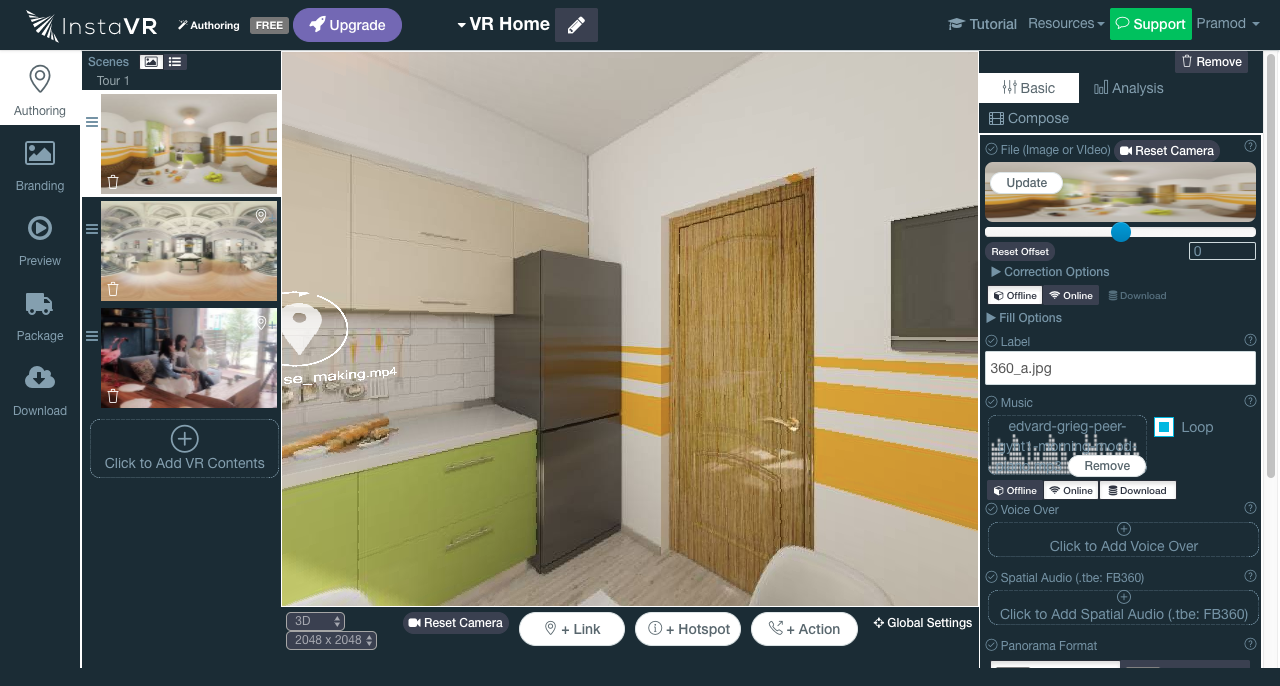 InstaVR
Authoring
FREE
Upgrade
VR Home
Tutorial
Resources
Support
Pramod
Authoring
Branding
Preview
Package
Download
Scenes
Tour 1
Click to Add VR Contents
se_making.mp4
3D
2048 x 2048
Reset Camera
+ Link
+ Hotspot
+ Action
Global Settings
Remove
Basic
Analysis
Compose
File (Image or VIdeo)
Reset Camera
Update
Reset Offset
0
Correction Options
Offline
Online
Download
Fill Options
Label
360_a.jpg
Music
edvard-grieg-peer-
Loop
Remove
Offline
Online
Download
Voice Over
Click to Add Voice Over
Spatial Audio (.tbe: FB360)
Click to Add Spatial Audio (.tbe: FB360)
Panorama Format